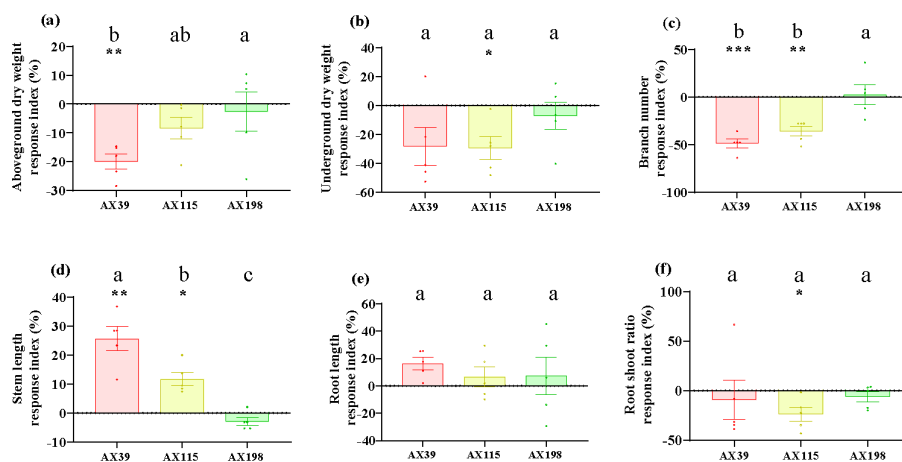 (a)
b ab a
**
Aboveground dry weight
response index (%)
20
10
0
-10
-20
-30
AX39 AX115 AX198
(b)
a a a
*
Underground dry weight
response index (%)
40
20
0
-20
-40
-60
AX39 AX115 AX198
(c)
b b a
*** **
Branch number
response index (%)
50
0
-50
-100
AX39 AX115 AX198
(d)
a b c
** *
Stem length
response index (%)
40
30
20
10
0
-10
AX39 AX115 AX198
(e)
a a a
Root length
response index (%)
60
40
20
0
-20
-40
AX39 AX115 AX198
(f)
a a a
*
Root shoot ratio
response index (%)
100
50
0
-50
AX39 AX115 AX198